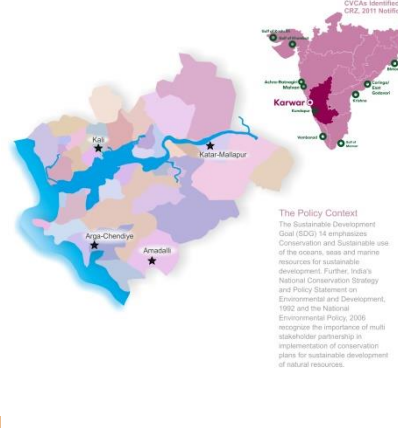 CVCAs Identified
CRZ, 2011 Notific
Karwar
Kali
Katar-Mallapur
Arga-Chendiye
Amadalli
Krishna
Vembanad
The Policy Context
The Sustainable Development
Goal (SDG) 14 emphasizes
Conservation and Sustainable use
of the oceans, seas and marine
resources for sustainable
development. Further, India's
National Conservation Strategy
and Policy Statement on
Environmental and Development,
1992 and the National
Environmental Policy, 2006
recognize the importance of multi
stakeholder partnership in
implementation of conservation
plans for sustainable development
of natural resources.